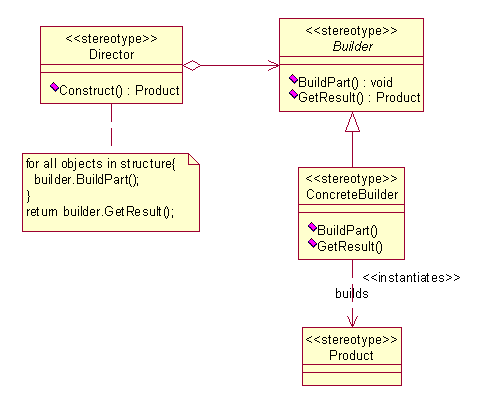 <<stereotype>>
Director
Construct() : Product
<<stereotype>>
Builder
BuildPart() : void
GetResult() : Product
for all objects in structure{
builder.BuildPart();
}
return builder.GetResult();
<<stereotype>>
ConcreteBuilder
BuildPart()
GetResult()
<<instantiates>>
builds
<<stereotype>>
Product